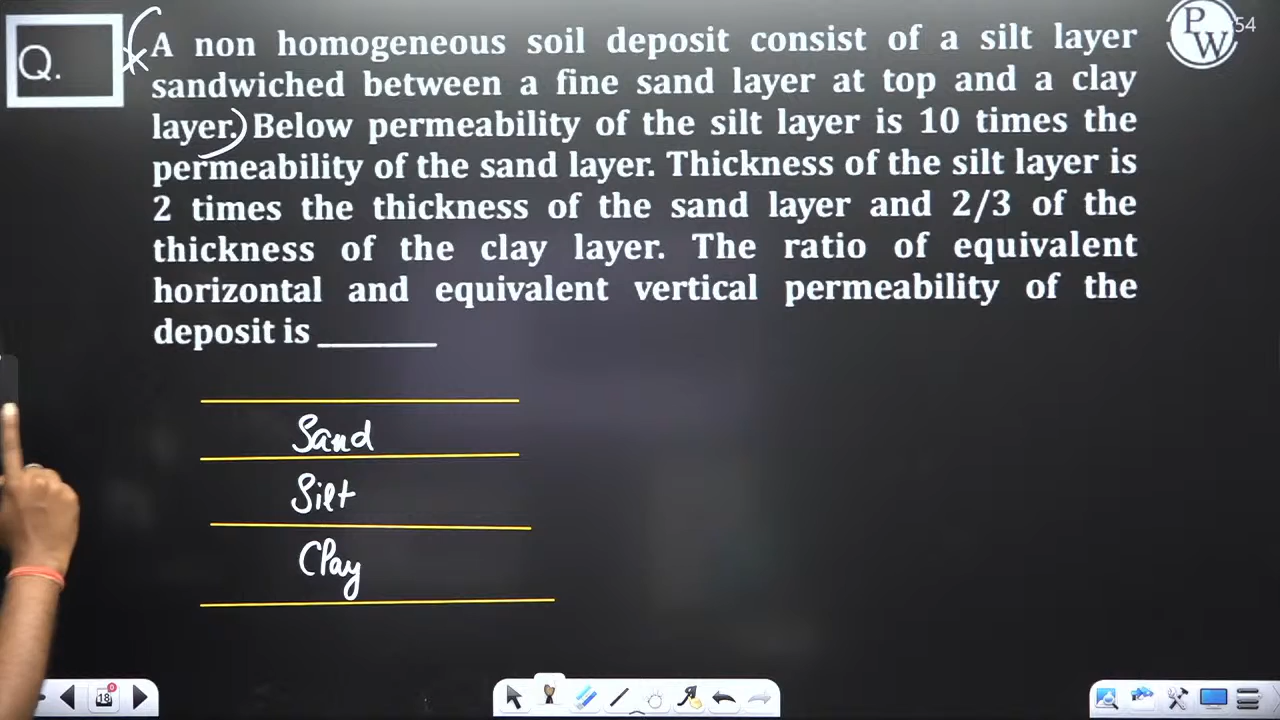 Q.
A non homogeneous soil deposit consist of a silt layer
sandwiched between a fine sand layer at top and a clay
layer. Below permeability of the silt layer is 10 times the
permeability of the sand layer. Thickness of the silt layer is
2 times the thickness of the sand layer and 2/3 of the
thickness of the clay layer. The ratio of equivalent
horizontal and equivalent vertical permeability of the
deposit is ________
Sand
Silt
Clay
P
W
54
18